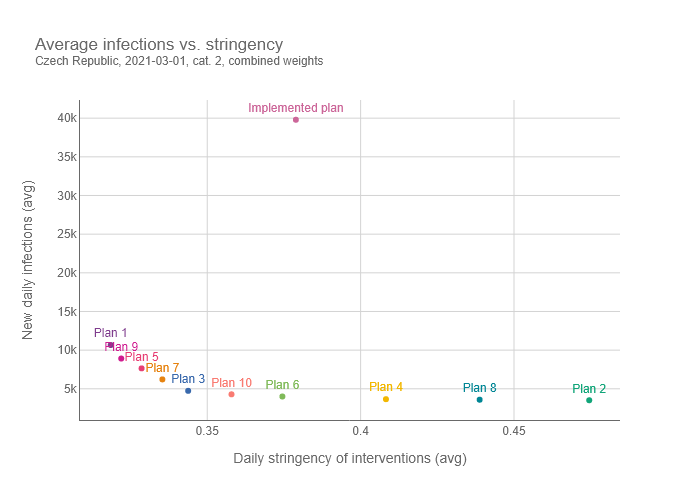 Average infections vs. stringency
Czech Republic, 2021-03-01, cat. 2, combined weights
Implemented plan
40k
35k
30k
25k
20k
15k
10k
5k
New daily infections (avg)
Plan 1
Plan 9
Plan 5
Plan 7
Plan 3
Plan 10
Plan 6
Plan 4
Plan 8
Plan 2
0.35
0.4
0.45
Daily stringency of interventions (avg)